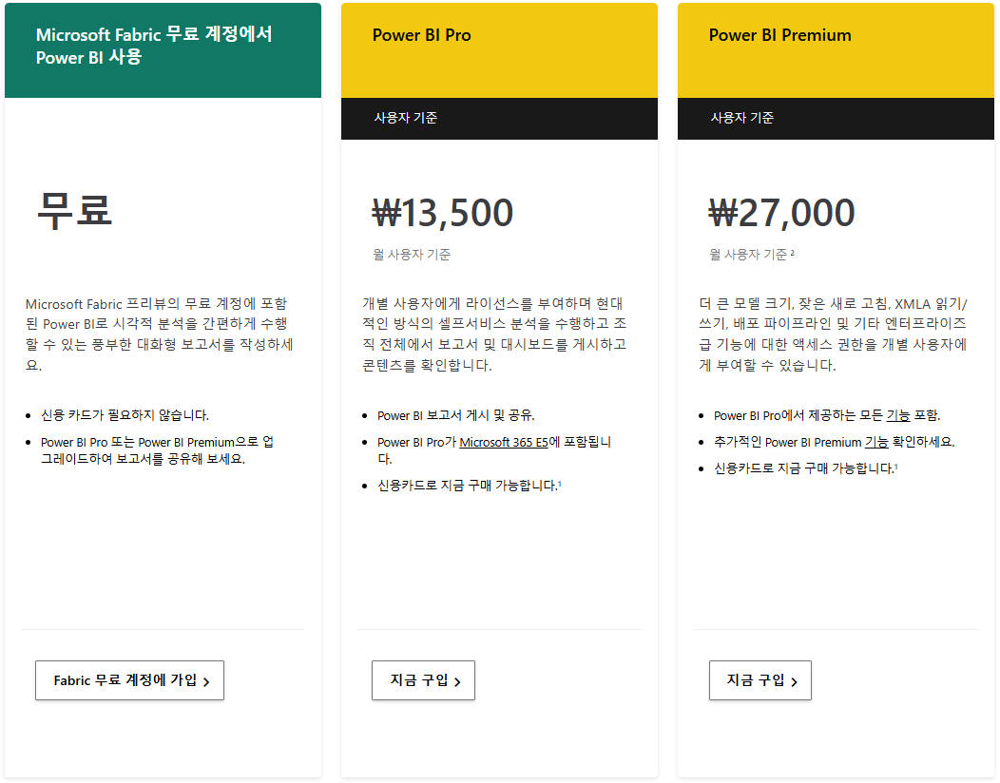 Microsoft Fabric 무료 계정에서
Power BI 사용
무료
Microsoft Fabric 프리뷰의 무료 계정에 포함
된 Power BI로 시각적 분석을 간편하게 수행
할 수 있는 풍부한 대화형 보고서를 작성하세
요.
• 신용 카드가 필요하지 않습니다.
• Power BI Pro 또는 Power BI Premium으로 업
그레이드하여 보고서를 공유해 보세요.
Fabric 무료 계정에 가입 >
Power BI Pro
사용자 기준
₩13,500
월 사용자 기준
개별 사용자에게 라이선스를 부여하며 현대
적인 방식의 셀프서비스 분석을 수행하고 조
직 전체에서 보고서 및 대시보드를 게시하고
콘텐츠를 확인합니다.
• Power BI 보고서 게시 및 공유.
• Power BI Pro가 Microsoft 365 E5에 포함됩니
다.
• 신용카드로 지금 구매 가능합니다.¹
지금 구입 >
Power BI Premium
사용자 기준
₩27,000
월 사용자 기준 ²
더 큰 모델 크기, 잦은 새로 고침, XMLA 읽기/
쓰기, 배포 파이프라인 및 기타 엔터프라이즈
급 기능에 대한 액세스 권한을 개별 사용자에
게 부여할 수 있습니다.
• Power BI Pro에서 제공하는 모든 기능 포함.
• 추가적인 Power BI Premium 기능 확인하세요.
• 신용카드로 지금 구매 가능합니다.¹
지금 구입 >